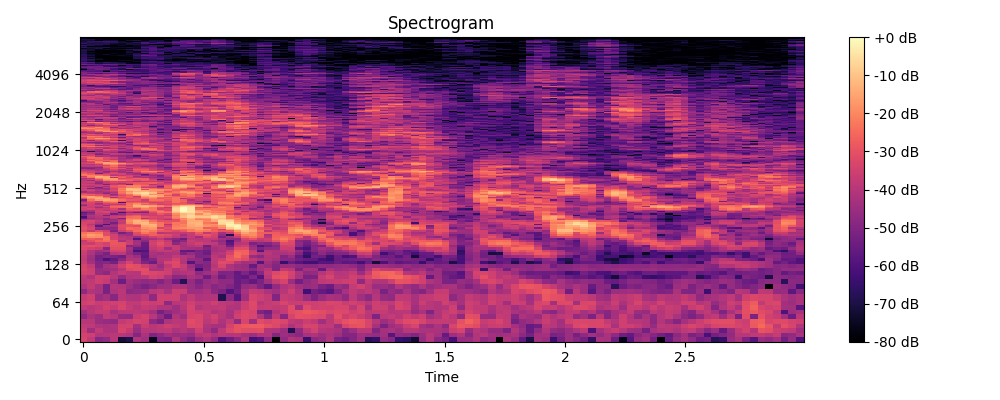 Spectrogram
+0 dB
4096
-10 dB
2048
-20 dB
1024
-30 dB
Hz
512
-40 dB
256
-50 dB
128
-60 dB
64
-70 dB
0
-80 dB
0 0.5 1 1.5 2 2.5
Time